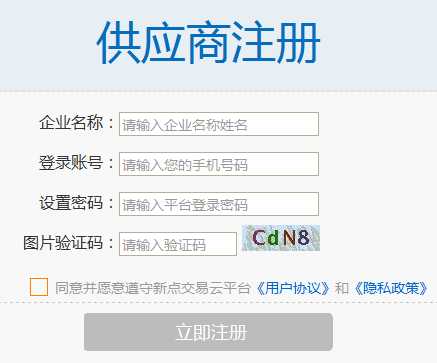 供应商注册
企业名称： 请输入企业名称姓名
登录账号： 请输入您的手机号码
设置密码： 请输入平台登录密码
图片验证码： 请输入验证码 CdN8
同意并愿意遵守新点交易云平台《用户协议》和《隐私政策》
立即注册